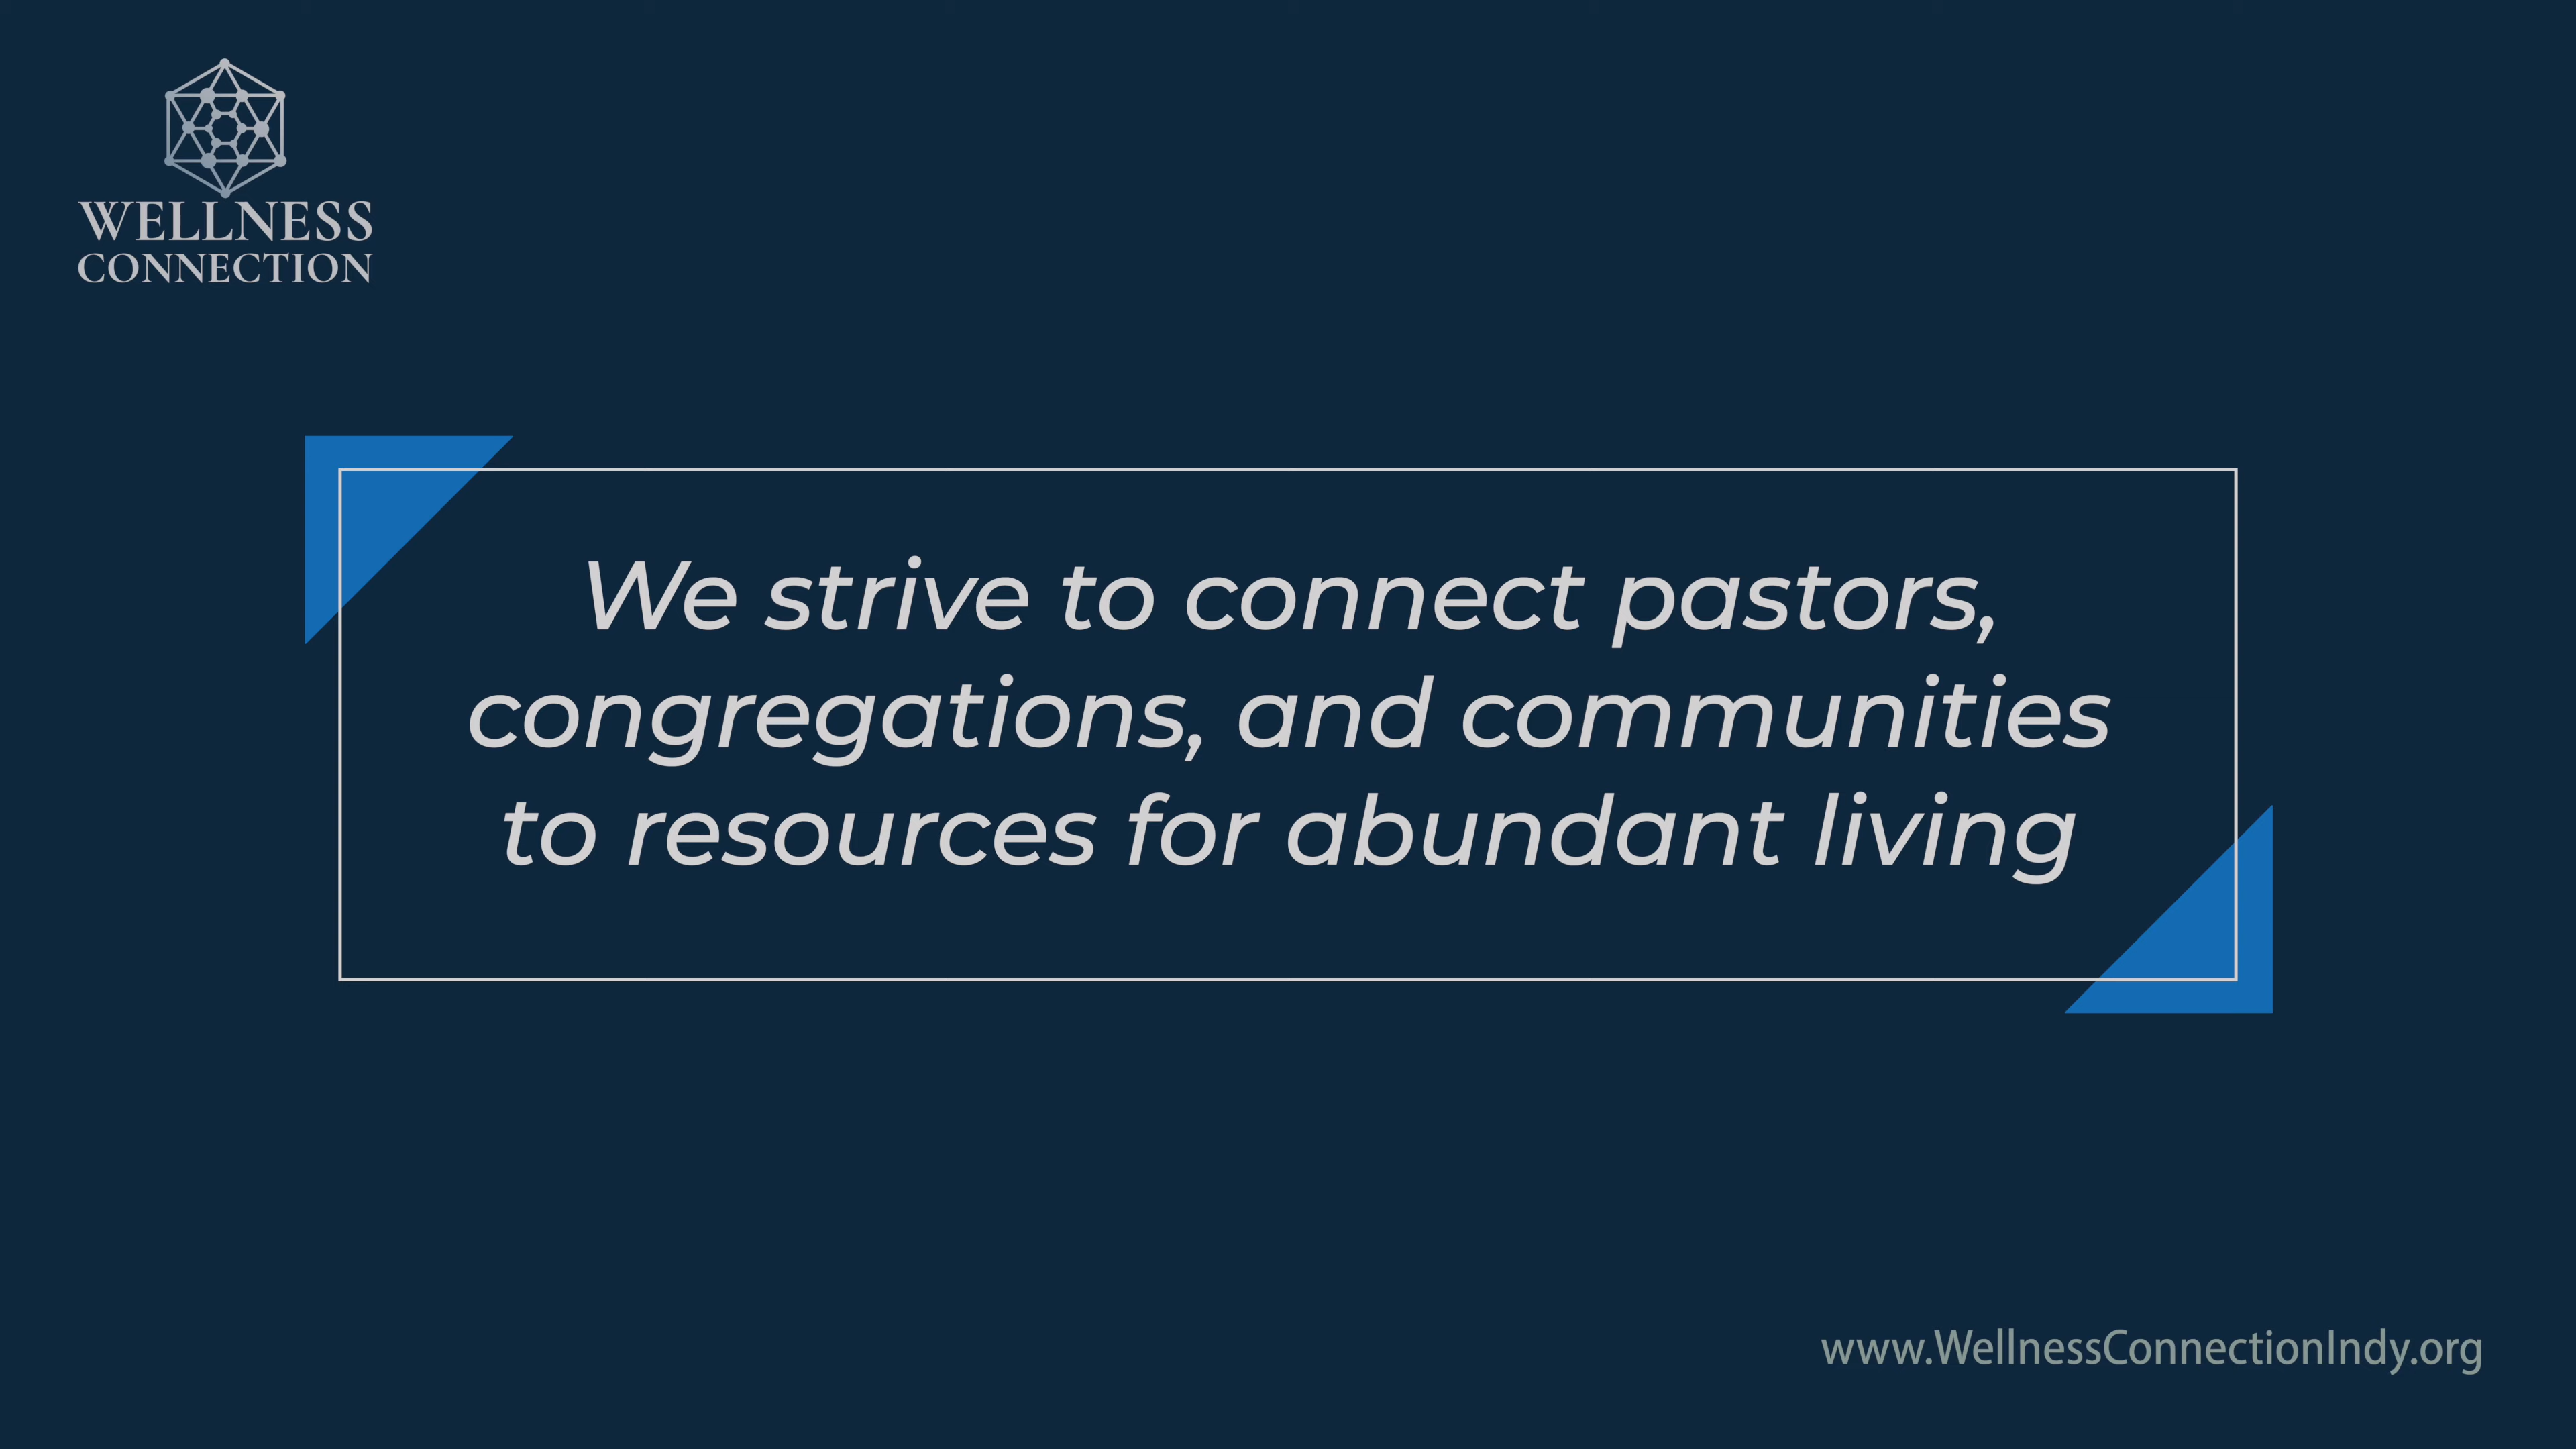 WELLNESS
CONNECTION
We strive to connect pastors,
congregations, and communities
to resources for abundant living
www.WellnessConnectionIndy.org